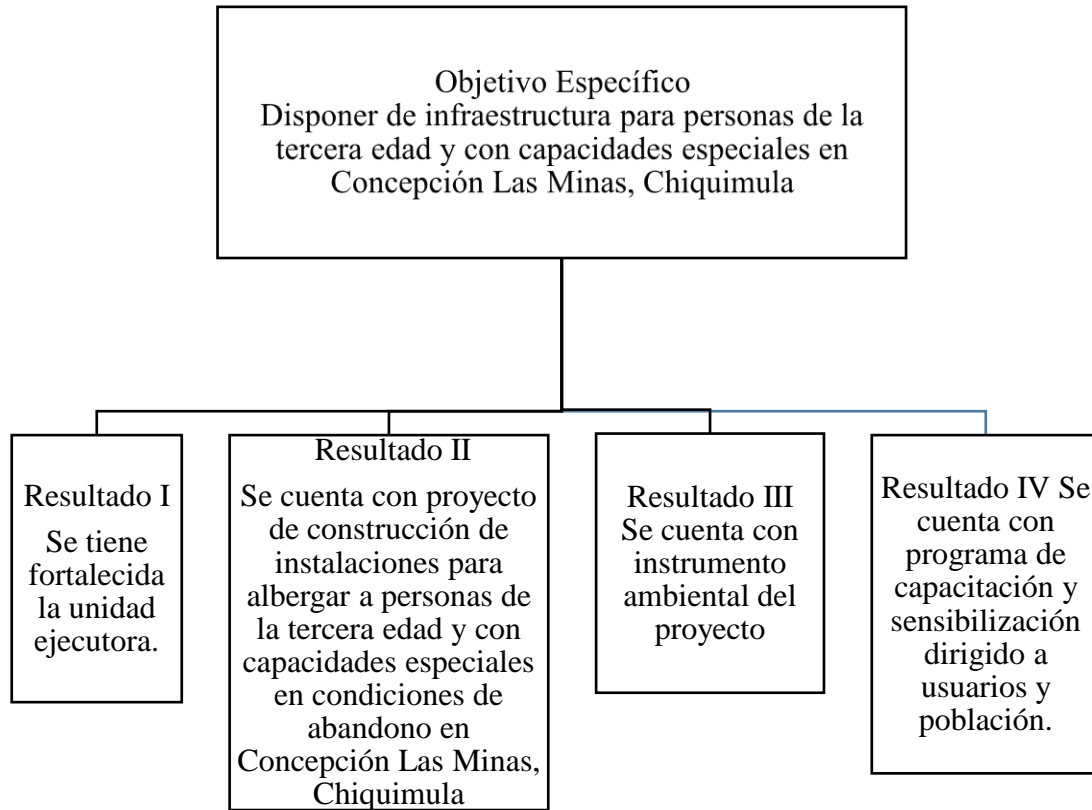 Objetivo Específico
Disponer de infraestructura para personas de la
tercera edad y con capacidades especiales en
Concepción Las Minas, Chiquimula
Resultado I
Se tiene
fortalecida
la unidad
ejecutora.
Resultado II
Se cuenta con proyecto
de construcción de
instalaciones para
albergar a personas de
la tercera edad y con
capacidades especiales
en condiciones de
abandono en
Concepción Las Minas,
Chiquimula
Resultado III
Se cuenta con
instrumento
ambiental del
proyecto
Resultado IV Se
cuenta con
programa de
capacitación y
sensibilización
dirigido a
usuarios y
población.